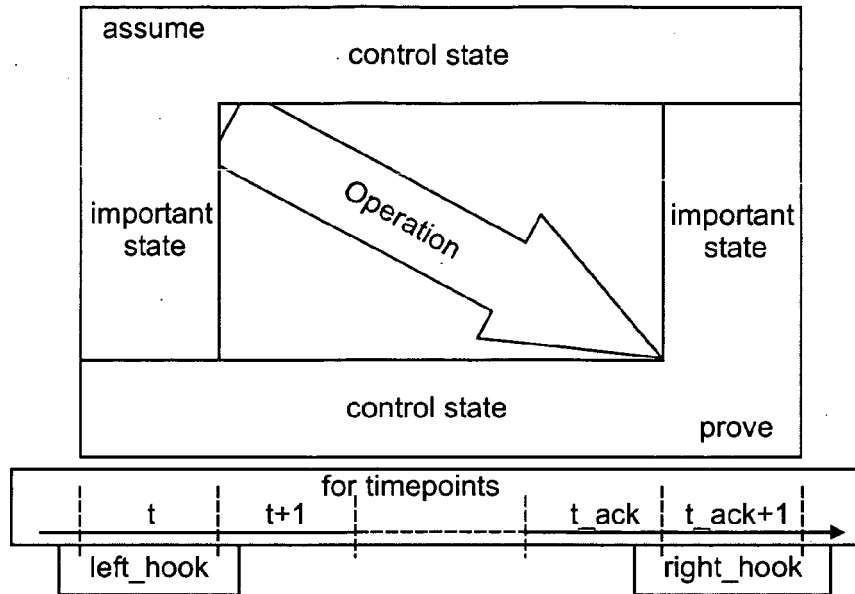 assume
control state
important
state
Operation
important
state
control state
prove
for timepoints
t t+1 t_ack t_ack+1
left_hook right_hook